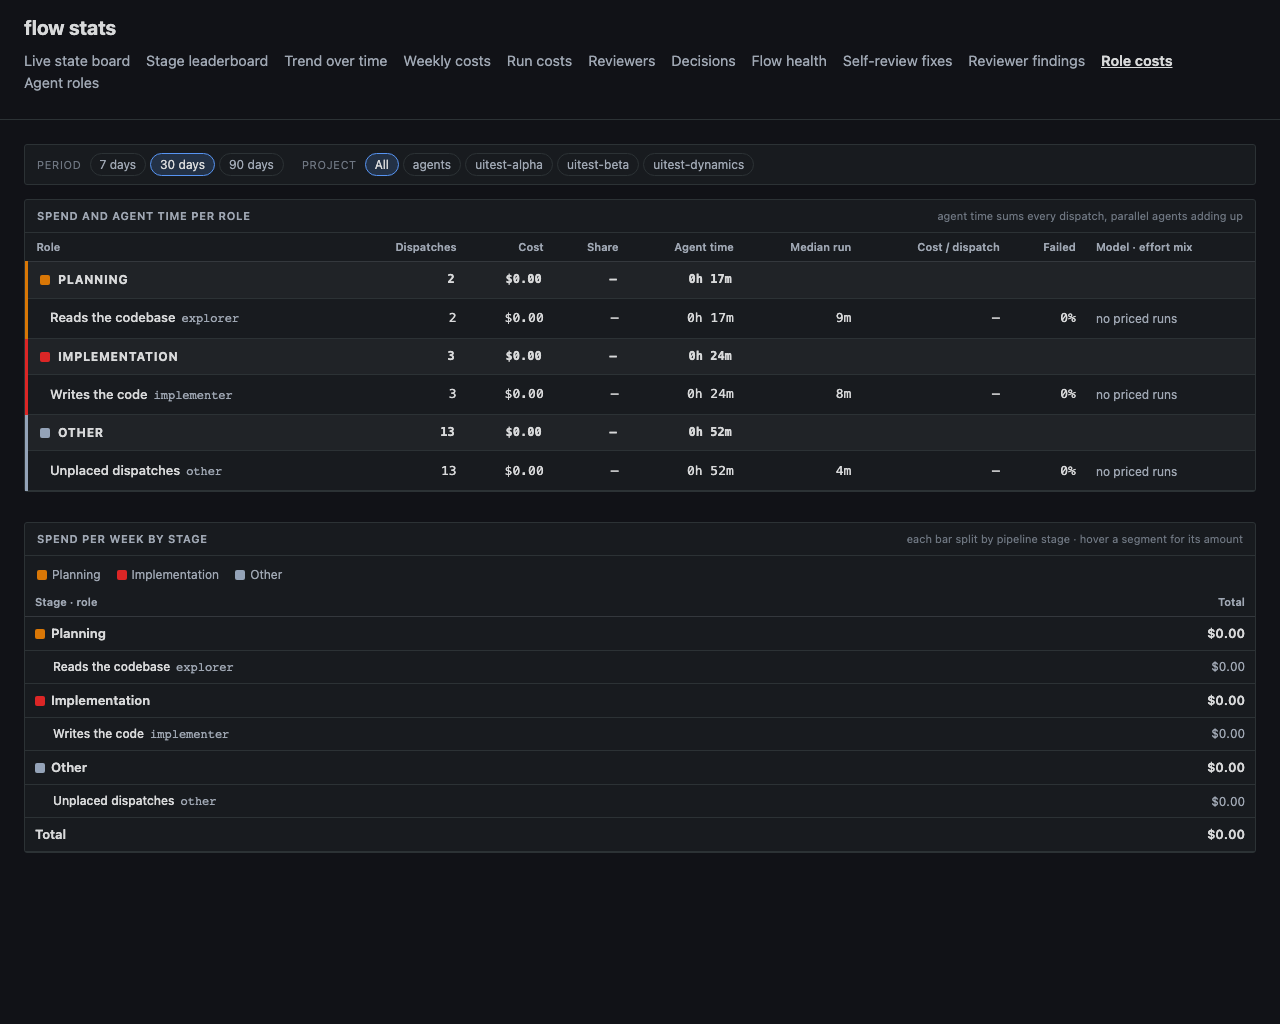 flow stats
Live state board Stage leaderboard Trend over time Weekly costs Run costs Reviewers Decisions Flow health Self-review fixes Reviewer findings Role costs
Agent roles
PERIOD 7 days 30 days 90 days PROJECT All agents uitest-alpha uitest-beta uitest-dynamics
SPEND AND AGENT TIME PER ROLE agent time sums every dispatch, parallel agents adding up
Role Dispatches Cost Share Agent time Median run Cost / dispatch Failed Model · effort mix
PLANNING 2 $0.00 — 0h 17m
Reads the codebase explorer 2 $0.00 — 0h 17m 9m — 0% no priced runs
IMPLEMENTATION 3 $0.00 — 0h 24m
Writes the code implementer 3 $0.00 — 0h 24m 8m — 0% no priced runs
OTHER 13 $0.00 — 0h 52m
Unplaced dispatches other 13 $0.00 — 0h 52m 4m — 0% no priced runs
SPEND PER WEEK BY STAGE each bar split by pipeline stage · hover a segment for its amount
Planning Implementation Other
Stage · role Total
Planning $0.00
Reads the codebase explorer $0.00
Implementation $0.00
Writes the code implementer $0.00
Other $0.00
Unplaced dispatches other $0.00
Total $0.00